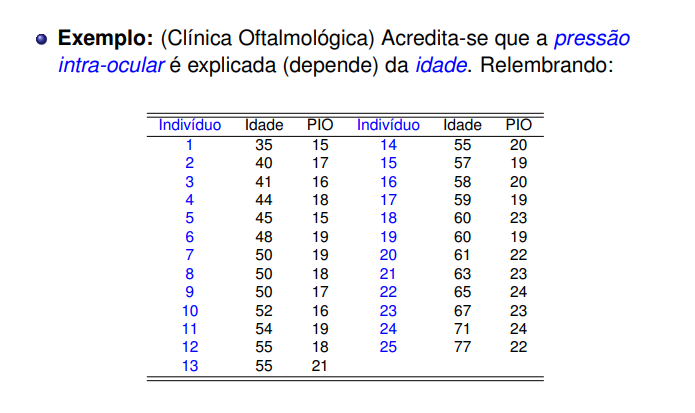 Exemplo: (Clínica Oftalmológica) Acredita-se que a pressão
intra-ocular é explicada (depende) da idade. Relembrando:
Indivíduo Idade PIO Indivíduo Idade PIO
1 35 15 14 55 20
2 40 17 15 57 19
3 41 16 16 58 20
4 44 18 17 59 19
5 45 15 18 60 23
6 48 19 19 60 19
7 50 19 20 61 22
8 50 18 21 63 23
9 50 17 22 65 24
10 52 16 23 67 23
11 54 19 24 71 24
12 55 18 25 77 22
13 55 21